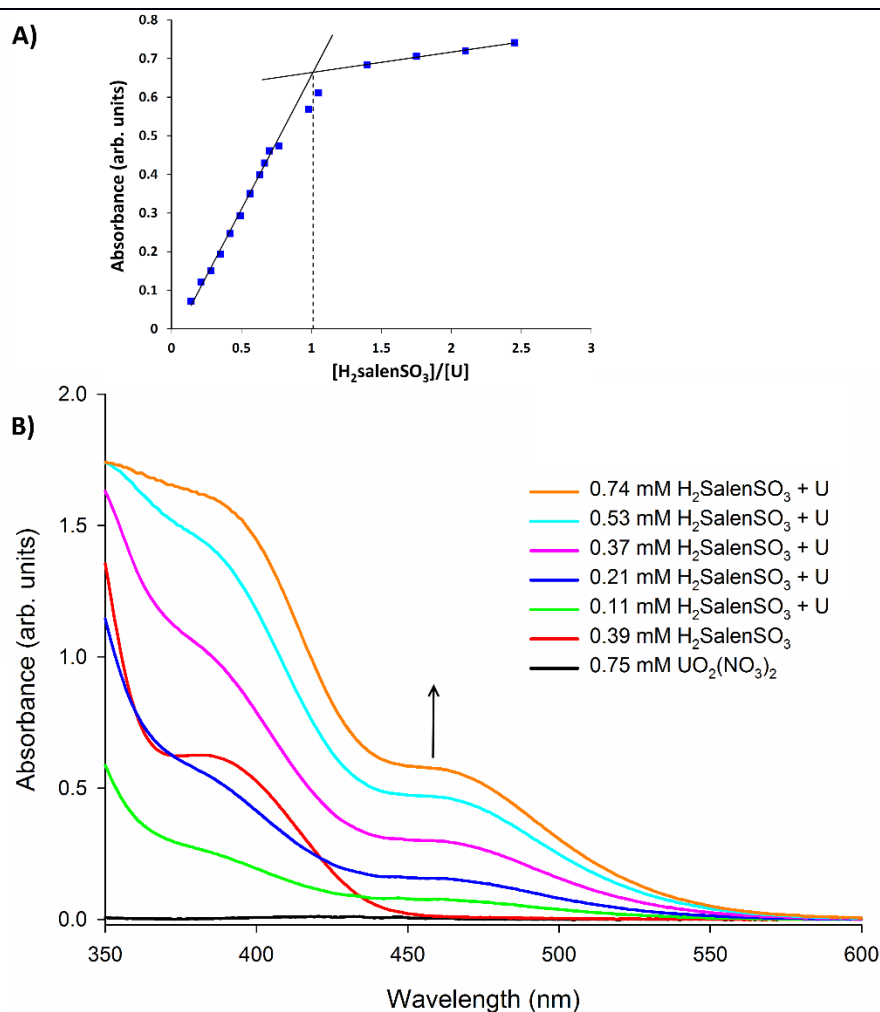 A)
Absorbance (arb. units)
0.8
0.7
0.6
0.5
0.4
0.3
0.2
0.1
0
0
0.5
1
1.5
2
2.5
3
[H₂salenSO₃]/[U]
B)
Absorbance (arb. units)
2.0
1.5
1.0
0.5
0.0
0.74 mM H₂SalenSO₃ + U
0.53 mM H₂SalenSO₃ + U
0.37 mM H₂SalenSO₃ + U
0.21 mM H₂SalenSO₃ + U
0.11 mM H₂SalenSO₃ + U
0.39 mM H₂SalenSO₃
0.75 mM UO₂(NO₃)₂
350
400
450
500
550
600
Wavelength (nm)